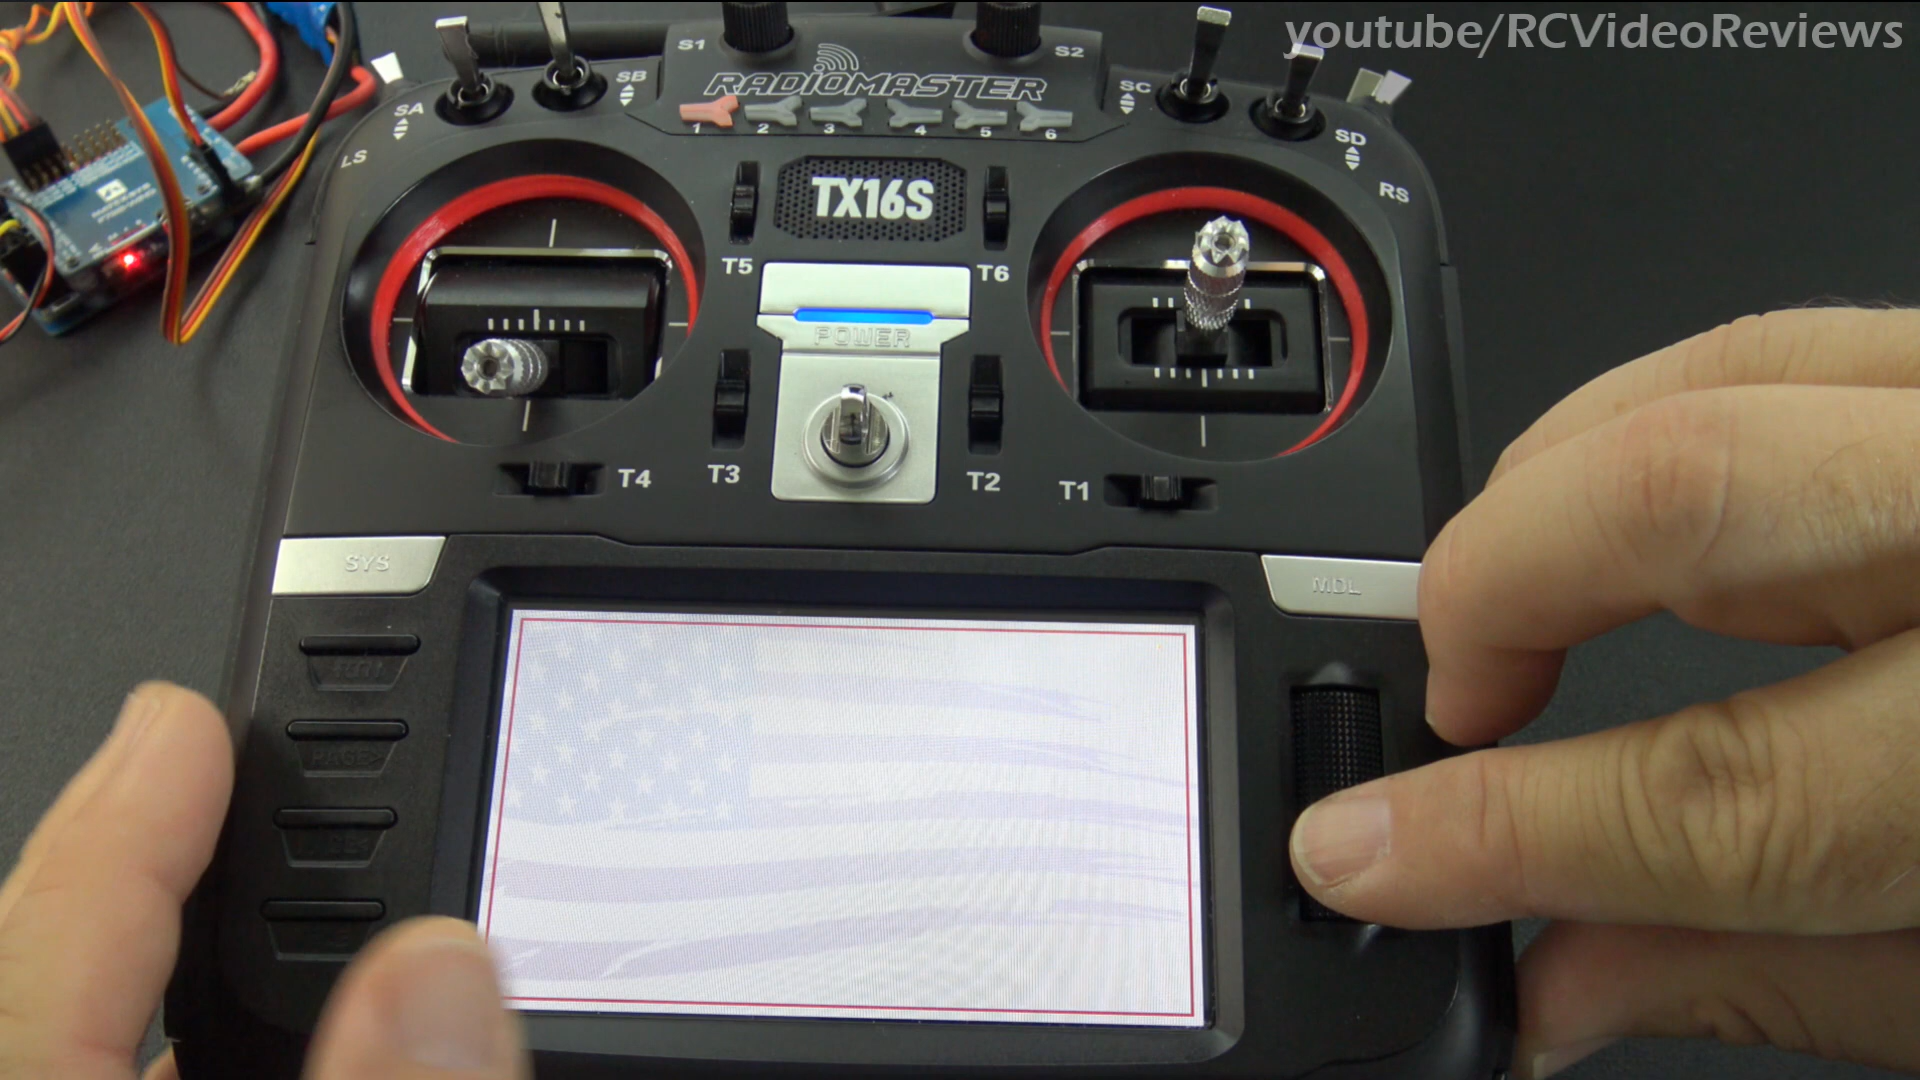 youtube/RCVideoReviews
S1
S2
RADIOMASTER
SA
SB
SC
SD
1 2 3 4 5 6
LS
RS
TX16S
T5
T6
POWER
T4
T3
T2
T1
SYS
MDL
PAGE>